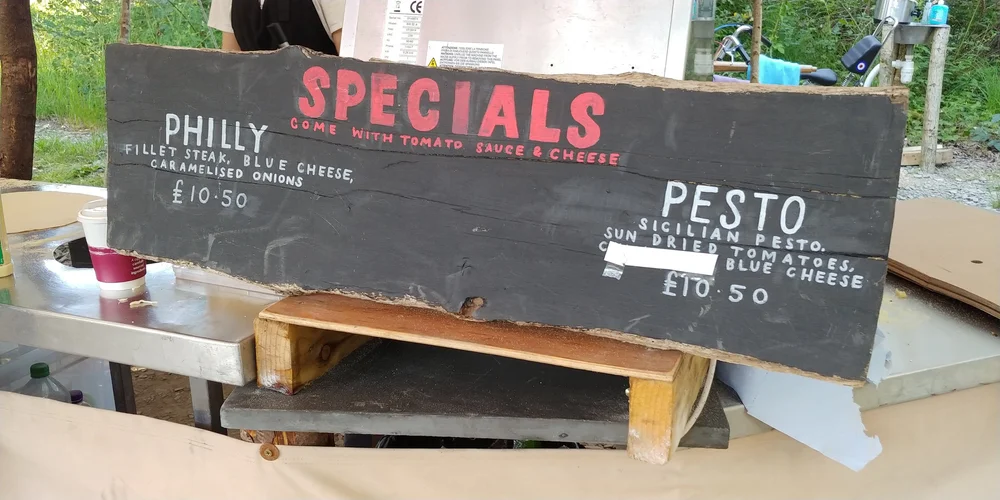 SPECIALS
COME WITH TOMATO SAUCE & CHEESE
PHILLY
FILLET STEAK, BLUE CHEESE,
CARAMELISED ONIONS
£10.50
PESTO
SICILIAN PESTO.
SUN DRIED TOMATOES,
BLUE CHEESE
£10.50